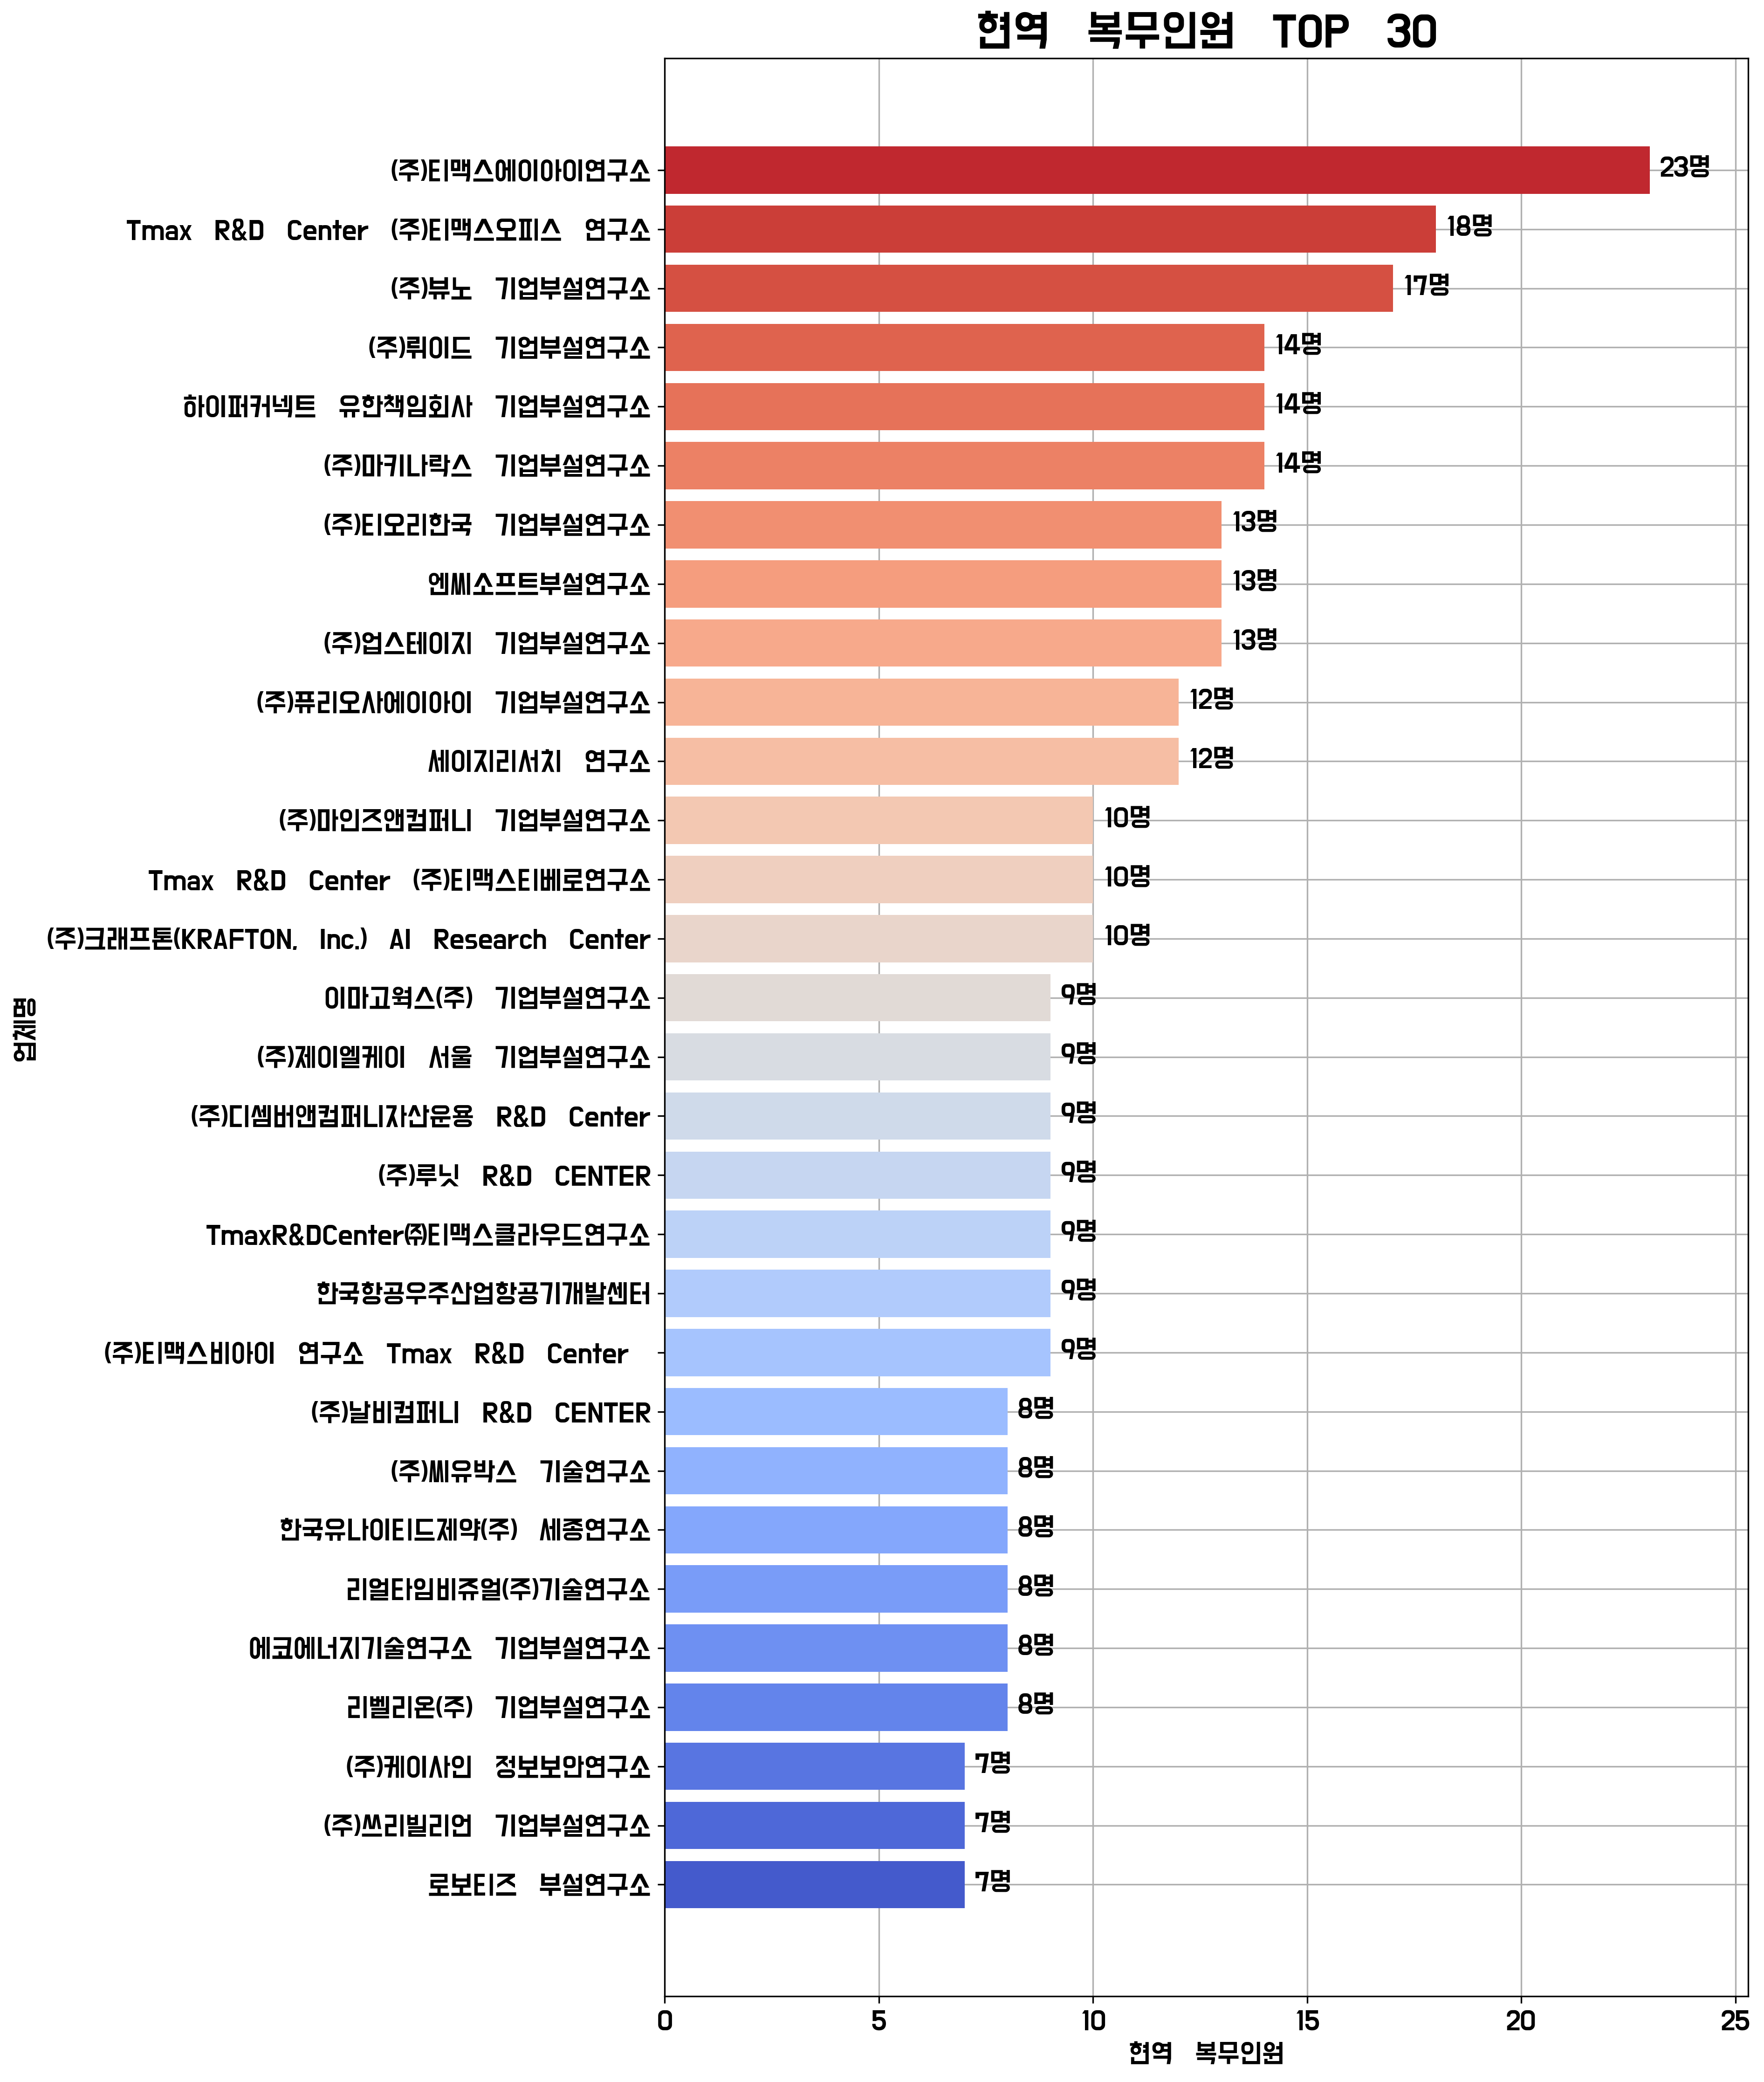 현역 복무인원 TOP 30
(주)티맥스에이아이연구소 23명
Tmax R&D Center (주)티맥스오피스 연구소 18명
(주)뷰노 기업부설연구소 17명
(주)뤼이드 기업부설연구소 14명
하이퍼커넥트 유한책임회사 기업부설연구소 14명
(주)마키나락스 기업부설연구소 14명
(주)티오리한국 기업부설연구소 13명
엔씨소프트부설연구소 13명
(주)업스테이지 기업부설연구소 13명
(주)퓨리오사에이아이 기업부설연구소 12명
세이지리서치 연구소 12명
(주)마인즈앤컴퍼니 기업부설연구소 10명
Tmax R&D Center (주)티맥스티베로연구소 10명
(주)크래프톤(KRAFTON, Inc.) AI Research Center 10명
이마고웍스(주) 기업부설연구소 9명
(주)제이엘케이 서울 기업부설연구소 9명
(주)디셈버앤컴퍼니자산운용 R&D Center 9명
(주)루닛 R&D CENTER 9명
TmaxR&DCenter㈜티맥스클라우드연구소 9명
한국항공우주산업항공기개발센터 9명
(주)티맥스비아이 연구소 Tmax R&D Center 9명
(주)날비컴퍼니 R&D CENTER 8명
(주)씨유박스 기술연구소 8명
한국유나이티드제약(주) 세종연구소 8명
리얼타임비쥬얼(주)기술연구소 8명
에코에너지기술연구소 기업부설연구소 8명
리벨리온(주) 기업부설연구소 8명
(주)케이사인 정보보안연구소 7명
(주)쓰리빌리언 기업부설연구소 7명
로보티즈 부설연구소 7명
업체명
0 5 10 15 20 25
현역 복무인원